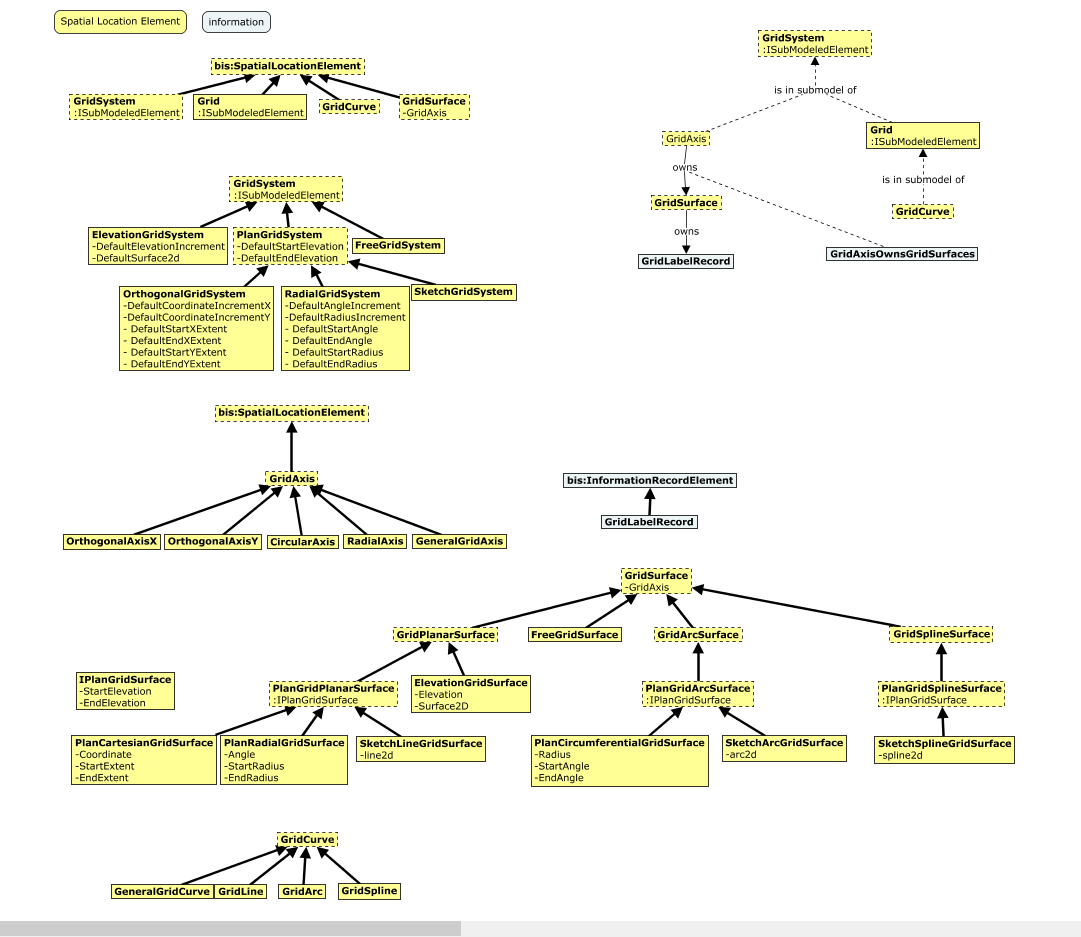 Spatial Location Element
information
bis:SpatialLocationElement
GridSystem
:ISubModeledElement
Grid
:ISubModeledElement
GridCurve
GridSurface
-GridAxis
GridSystem
:ISubModeledElement
is in submodel of
GridAxis
Grid
:ISubModeledElement
owns
is in submodel of
GridSurface
GridCurve
owns
GridLabelRecord
GridAxisOwnsGridSurfaces
GridSystem
:ISubModeledElement
ElevationGridSystem
-DefaultElevationIncrement
-DefaultSurface2d
PlanGridSystem
-DefaultStartElevation
-DefaultEndElevation
FreeGridSystem
OrthogonalGridSystem
-DefaultCoordinateIncrementX
-DefaultCoordinateIncrementY
- DefaultStartXExtent
- DefaultEndXExtent
- DefaultStartYExtent
- DefaultEndYExtent
RadialGridSystem
-DefaultAngleIncrement
-DefaultRadiusIncrement
- DefaultStartAngle
- DefaultEndAngle
- DefaultStartRadius
- DefaultEndRadius
SketchGridSystem
bis:SpatialLocationElement
GridAxis
OrthogonalAxisX
OrthogonalAxisY
CircularAxis
RadialAxis
GeneralGridAxis
bis:InformationRecordElement
GridLabelRecord
GridSurface
-GridAxis
GridPlanarSurface
FreeGridSurface
GridArcSurface
GridSplineSurface
IPlanGridSurface
-StartElevation
-EndElevation
PlanGridPlanarSurface
:IPlanGridSurface
ElevationGridSurface
-Elevation
-Surface2D
PlanGridArcSurface
:IPlanGridSurface
PlanGridSplineSurface
:IPlanGridSurface
PlanCartesianGridSurface
-Coordinate
-StartExtent
-EndExtent
PlanRadialGridSurface
-Angle
-StartRadius
-EndRadius
SketchLineGridSurface
-line2d
PlanCircumferentialGridSurface
-Radius
-StartAngle
-EndAngle
SketchArcGridSurface
-arc2d
SketchSplineGridSurface
-spline2d
GridCurve
GeneralGridCurve
GridLine
GridArc
GridSpline